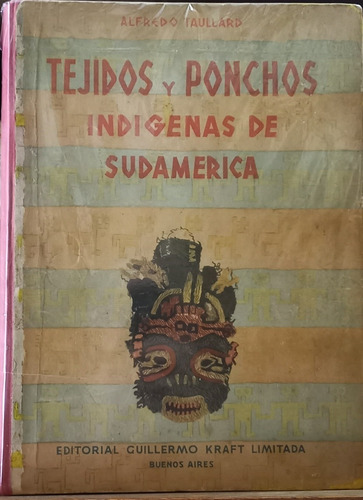 ALFREDO TAULLARD
TEJIDOS Y PONCHOS
INDIGENAS DE
SUDAMERICA
EDITORIAL GUILLERMO KRAFT LIMITADA
BUENOS AIRES